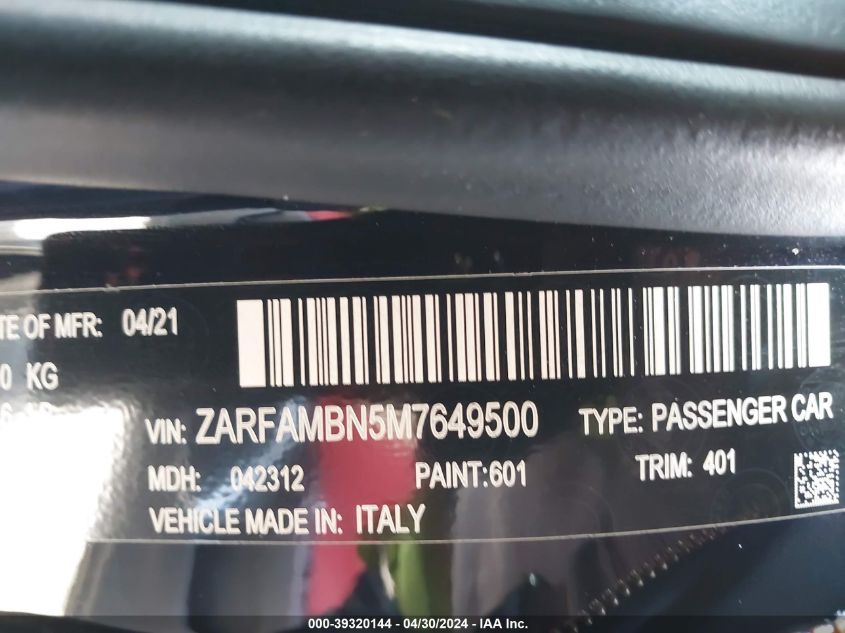 TE OF MFR: 04/21
0 KG
VIN: ZARFAMBN5M7649500 TYPE: PASSENGER CAR
MDH: 042312 PAINT:601 TRIM: 401
VEHICLE MADE IN: ITALY
000-39320144 - 04/30/2024 - IAA Inc.